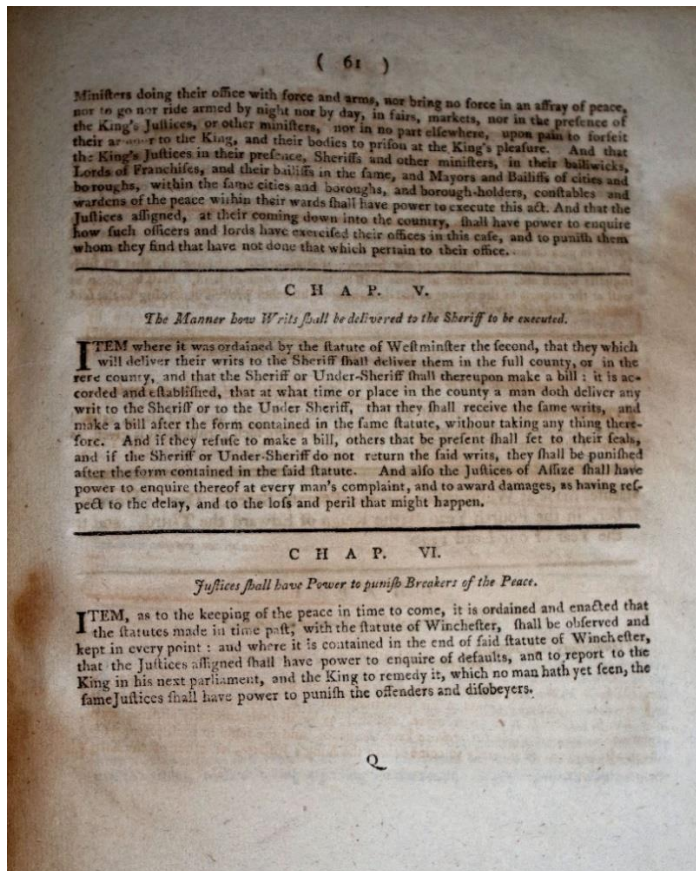 ( 61 )
Miniſters doing their office with force and arms, nor bring no force in an affray of peace,
nor to go nor ride armed by night nor by day, in fairs, markets, nor in the preſence of
the King's Juſtices, or other miniſters, nor in no part elſewhere, upon pain to forfeit
their armour to the King, and their bodies to priſon at the King's pleaſure. And that
the King's Juſtices in their preſence, Sheriffs and other miniſters, in their bailiwicks,
Lords of Franchiſes, and their bailiffs in the ſame, and Mayors and Bailiffs of cities and
boroughs, within the ſame cities and boroughs, and borough-holders, conſtables and
wardens of the peace within their wards ſhall have power to execute this act. And that the
Juſtices aſſigned, at their coming down into the country, ſhall have power to enquire
how ſuch officers and lords have exerciſed their offices in this caſe, and to puniſh them
whom they find that have not done that which pertain to their office.
CHAP. V.
The Manner how Writs ſhall be delivered to the Sheriff to be executed.
ITEM where it was ordained by the ſtatute of Weſtminſter the ſecond, that they which
will deliver their writs to the Sheriff ſhall deliver them in the full county, or in the
rere county, and that the Sheriff or Under-Sheriff ſhall thereupon make a bill : it is ac-
corded and eſtabliſhed, that at what time or place in the county a man doth deliver any
writ to the Sheriff or to the Under Sheriff, that they ſhall receive the ſame writs, and
make a bill after the form contained in the ſame ſtatute, without taking any thing there-
fore. And if they refuſe to make a bill, others that be preſent ſhall ſet to their ſeals,
and if the Sheriff or Under-Sheriff do not return the ſaid writs, they ſhall be puniſhed
after the form contained in the ſaid ſtatute. And alſo the Juſtices of Aſſize ſhall have
power to enquire thereof at every man's complaint, and to award damages, as having reſ-
pect to the delay, and to the loſs and peril that might happen.
CHAP. VI.
Juſtices ſhall have Power to puniſh Breakers of the Peace.
ITEM, as to the keeping of the peace in time to come, it is ordained and enacted that
the ſtatutes made in time paſt, with the ſtatute of Wincheſter, ſhall be obſerved and
kept in every point : and where it is contained in the end of ſaid ſtatute of Wincheſter,
that the Juſtices aſſigned ſhall have power to enquire of defaults, and to report to the
King in his next parliament, and the King to remedy it, which no man hath yet ſeen, the
ſame Juſtices ſhall have power to puniſh the offenders and diſobeyers.
Q